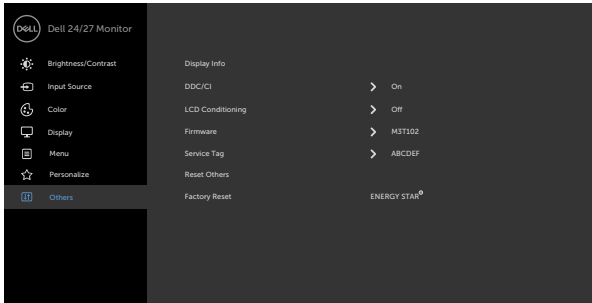 DELL Dell 24/27 Monitor
Brightness/Contrast
Input Source
Color
Display
Menu
Personalize
Others
Display Info
DDC/CI On
LCD Conditioning Off
Firmware M3T102
Service Tag ABCDEF
Reset Others
Factory Reset ENERGY STAR®